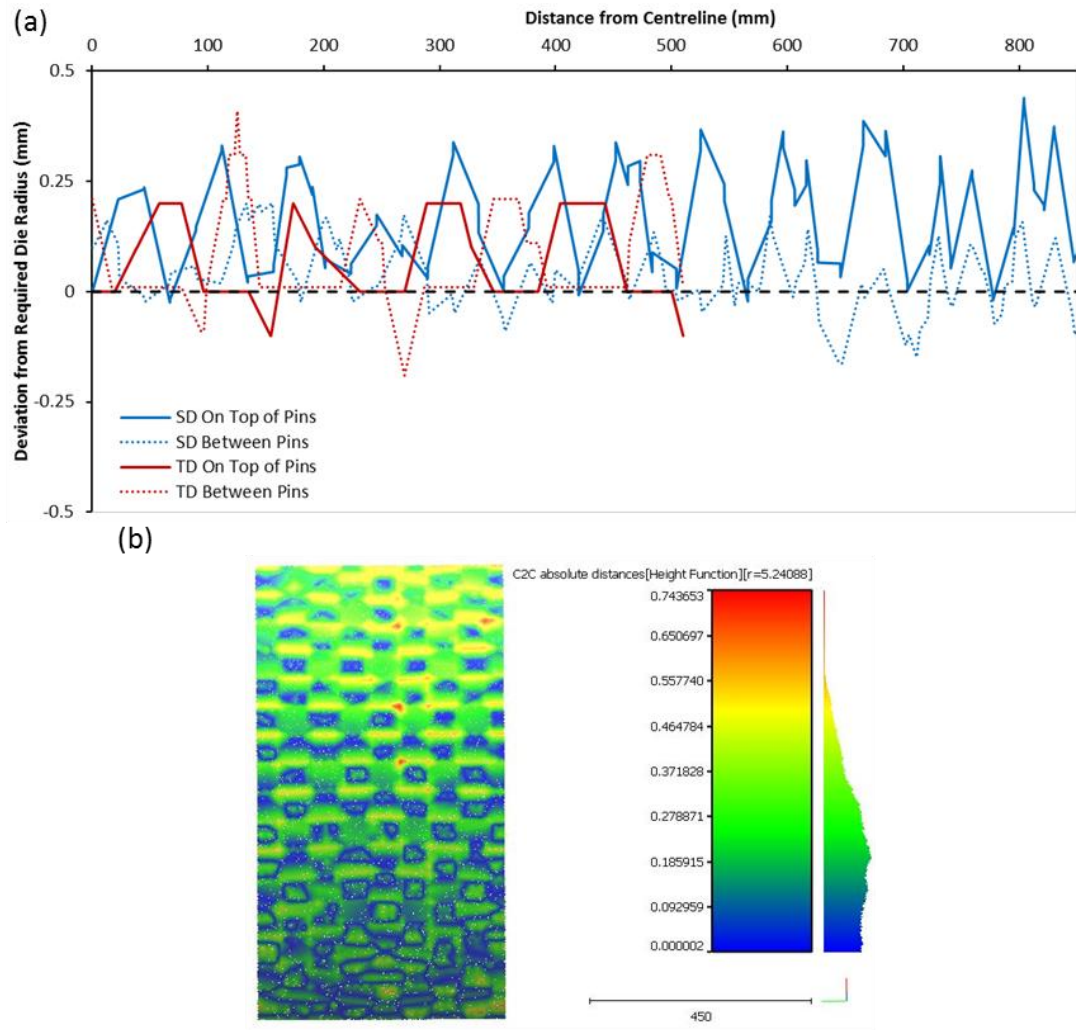 (a)
Distance from Centreline (mm)
0 100 200 300 400 500 600 700 800
0.5
0.25
0
-0.25
-0.5
Deviation from Required Die Radius (mm)
SD On Top of Pins
SD Between Pins
TD On Top of Pins
TD Between Pins
(b)
C2C absolute distances[Height Function][r=5.24088]
0.743653
0.650697
0.557740
0.464784
0.371828
0.278871
0.185915
0.092959
0.000002
450